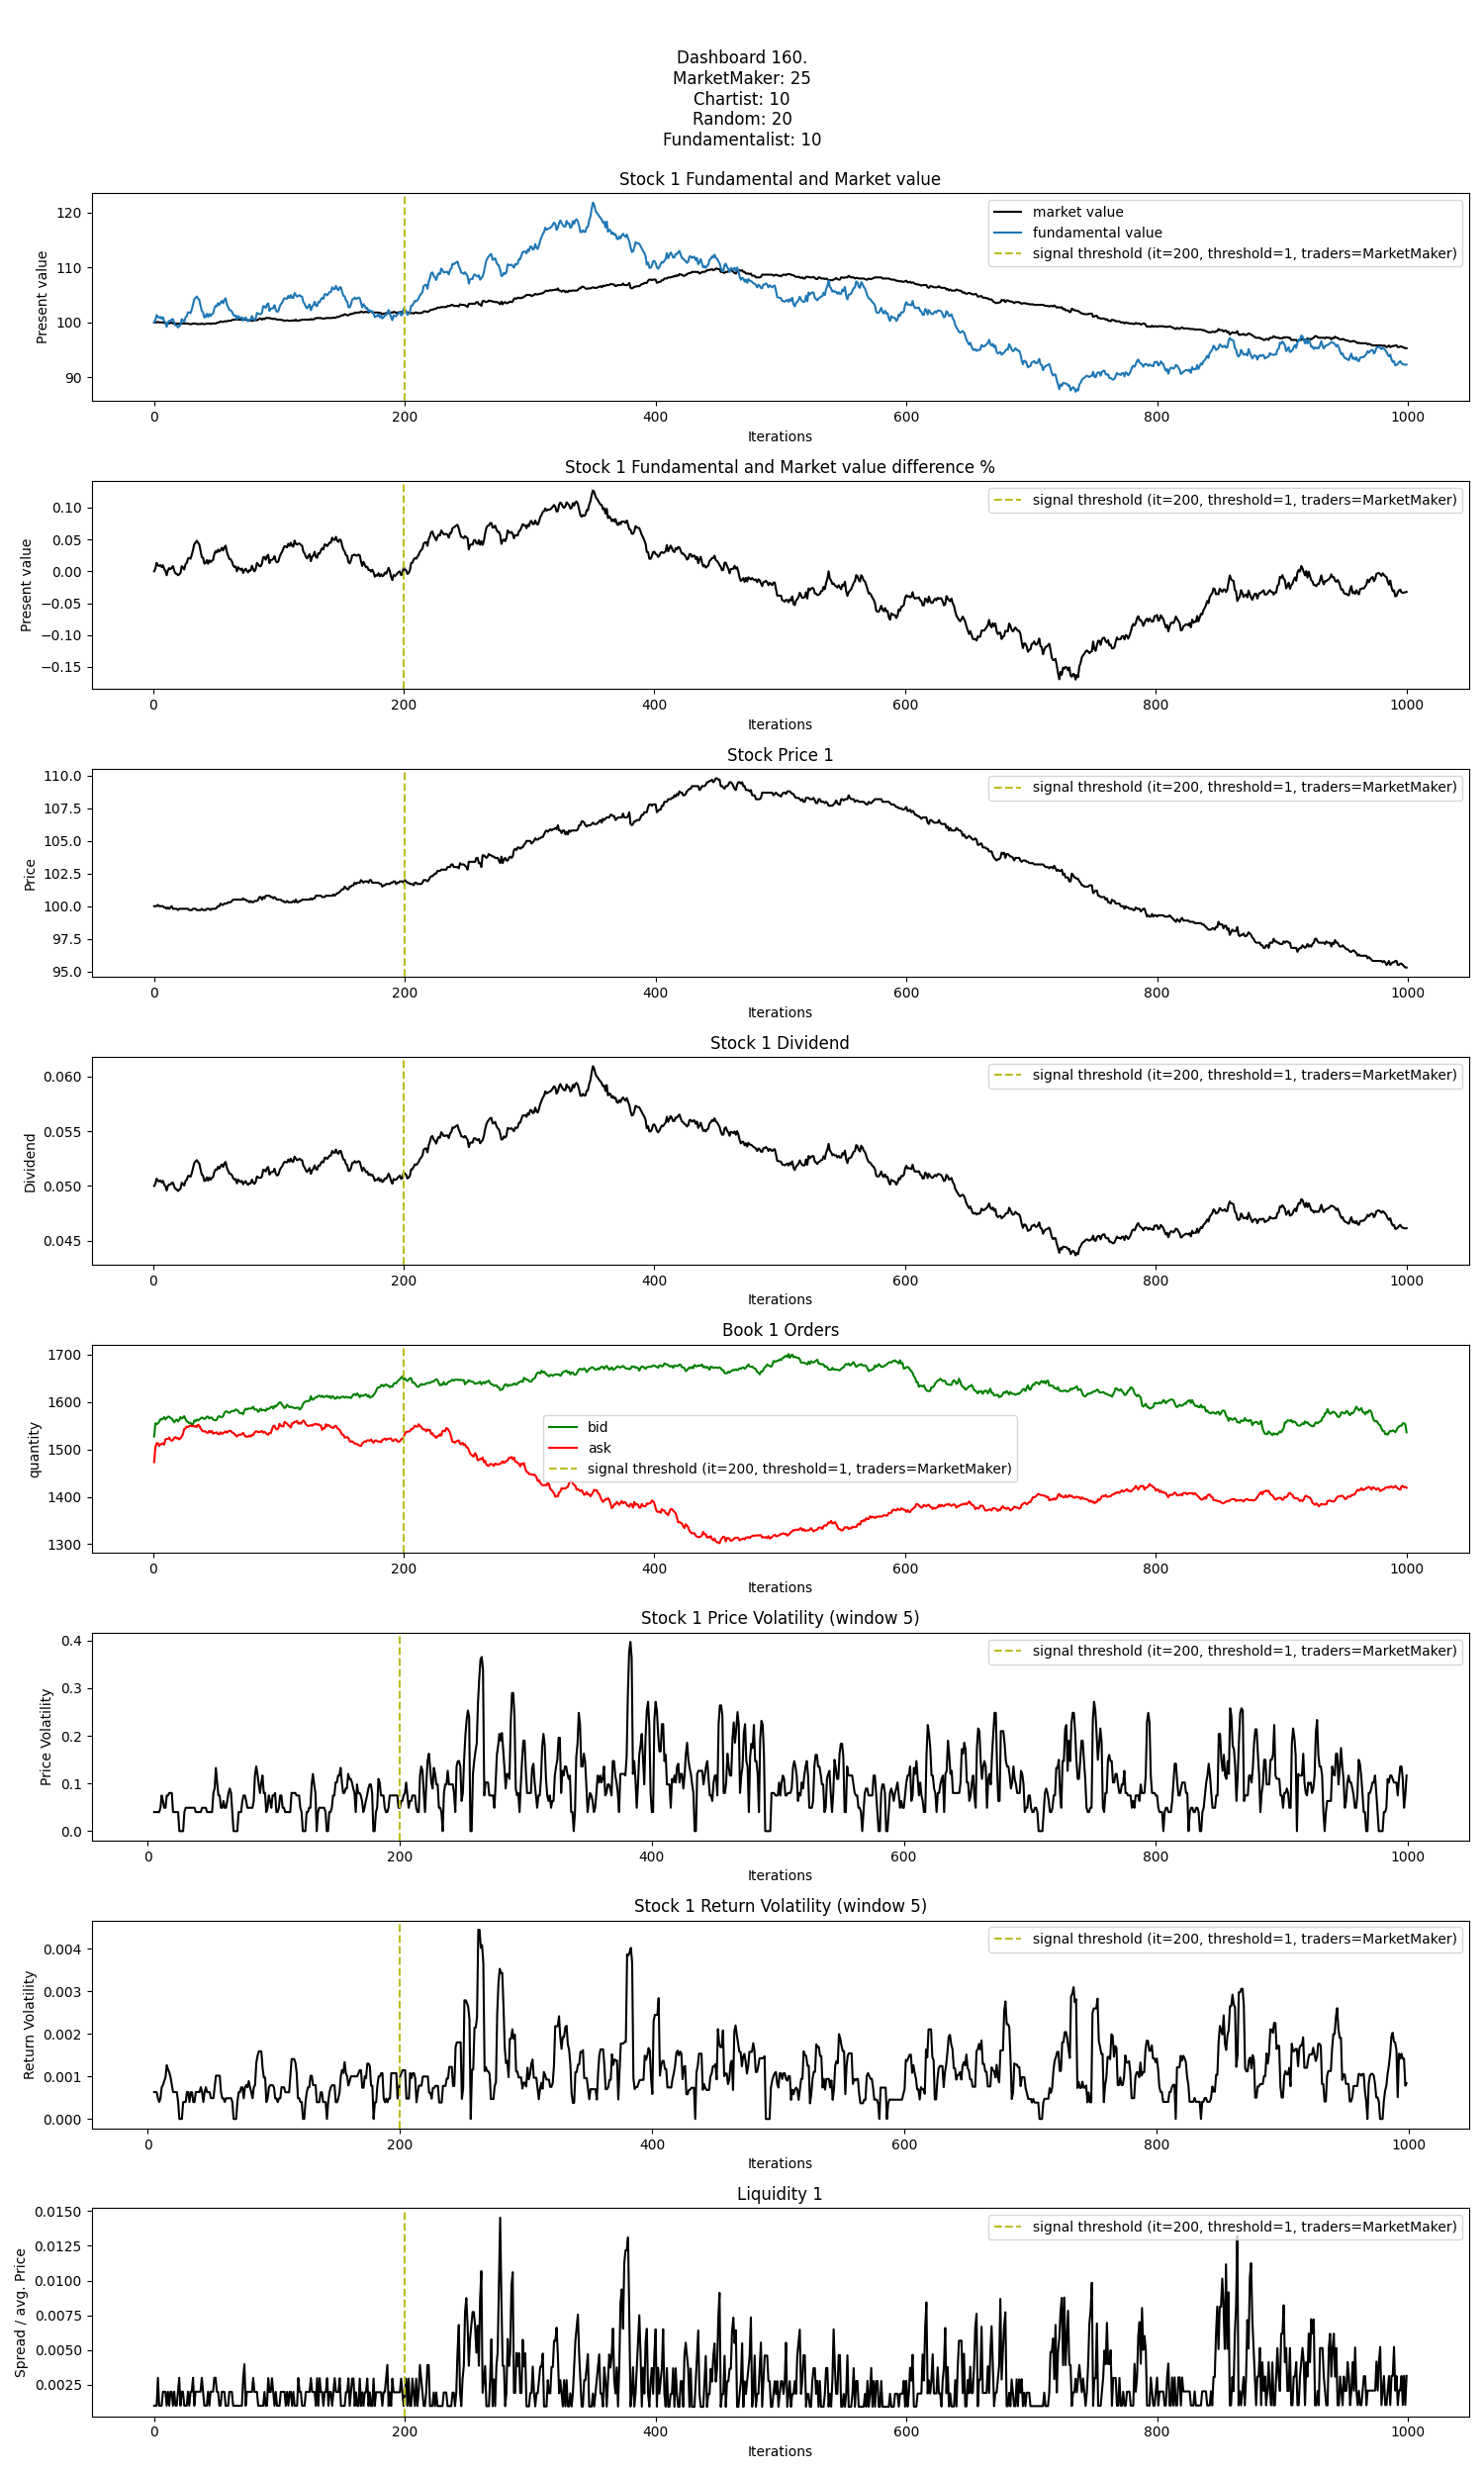 Dashboard 160.
MarketMaker: 25
Chartist: 10
Random: 20
Fundamentalist: 10
Stock 1 Fundamental and Market value
Present value
120
110
100
90
market value
fundamental value
signal threshold (it=200, threshold=1, traders=MarketMaker)
0 200 400 600 800 1000
Iterations
Stock 1 Fundamental and Market value difference %
Present value
0.10
0.05
0.00
−0.05
−0.10
−0.15
signal threshold (it=200, threshold=1, traders=MarketMaker)
0 200 400 600 800 1000
Iterations
Stock Price 1
Price
110.0
107.5
105.0
102.5
100.0
97.5
95.0
signal threshold (it=200, threshold=1, traders=MarketMaker)
0 200 400 600 800 1000
Iterations
Stock 1 Dividend
Dividend
0.060
0.055
0.050
0.045
signal threshold (it=200, threshold=1, traders=MarketMaker)
0 200 400 600 800 1000
Iterations
Book 1 Orders
quantity
1700
1600
1500
1400
1300
bid
ask
signal threshold (it=200, threshold=1, traders=MarketMaker)
0 200 400 600 800 1000
Iterations
Stock 1 Price Volatility (window 5)
Price Volatility
0.4
0.3
0.2
0.1
0.0
signal threshold (it=200, threshold=1, traders=MarketMaker)
0 200 400 600 800 1000
Iterations
Stock 1 Return Volatility (window 5)
Return Volatility
0.004
0.003
0.002
0.001
0.000
signal threshold (it=200, threshold=1, traders=MarketMaker)
0 200 400 600 800 1000
Iterations
Liquidity 1
Spread / avg. Price
0.0150
0.0125
0.0100
0.0075
0.0050
0.0025
signal threshold (it=200, threshold=1, traders=MarketMaker)
0 200 400 600 800 1000
Iterations